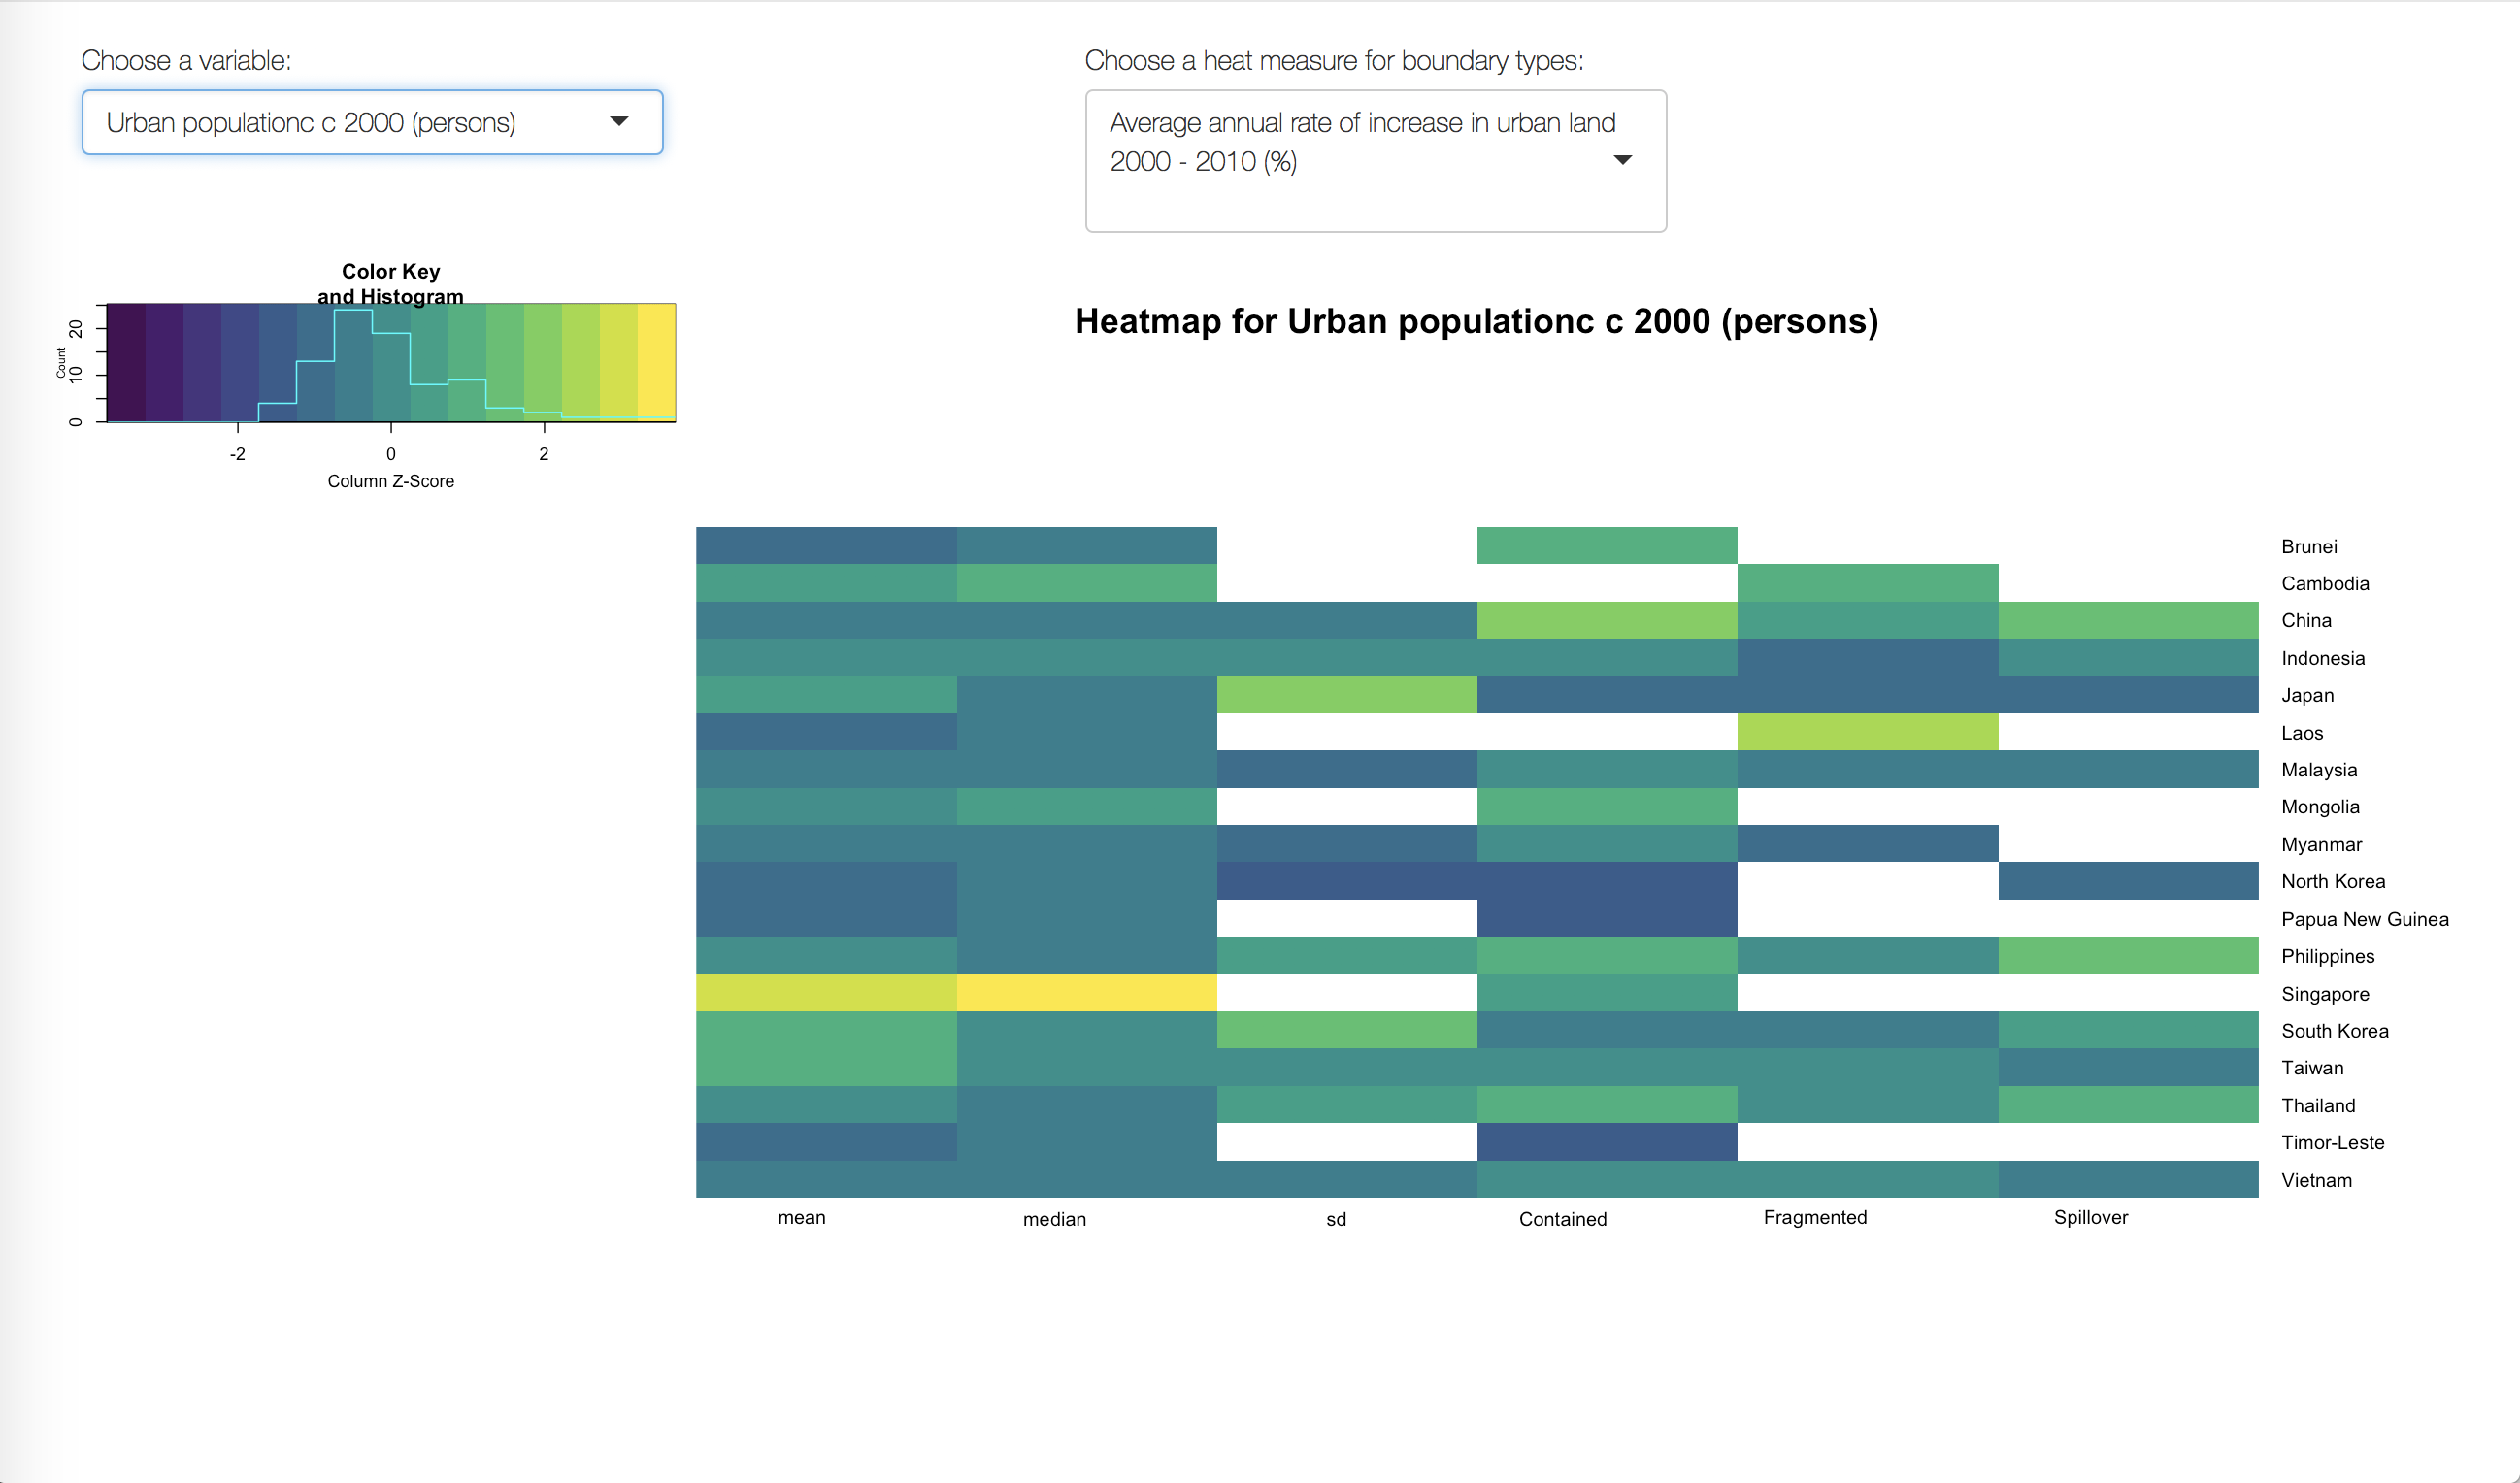 Choose a variable:
Choose a heat measure for boundary types:
Urban populationc c 2000 (persons)
Average annual rate of increase in urban land
2000 - 2010 (%)
Color Key
and Histogram
Count
0 10 20
-2 0 2
Column Z-Score
Heatmap for Urban populationc c 2000 (persons)
Brunei
Cambodia
China
Indonesia
Japan
Laos
Malaysia
Mongolia
Myanmar
North Korea
Papua New Guinea
Philippines
Singapore
South Korea
Taiwan
Thailand
Timor-Leste
Vietnam
mean median sd Contained Fragmented Spillover